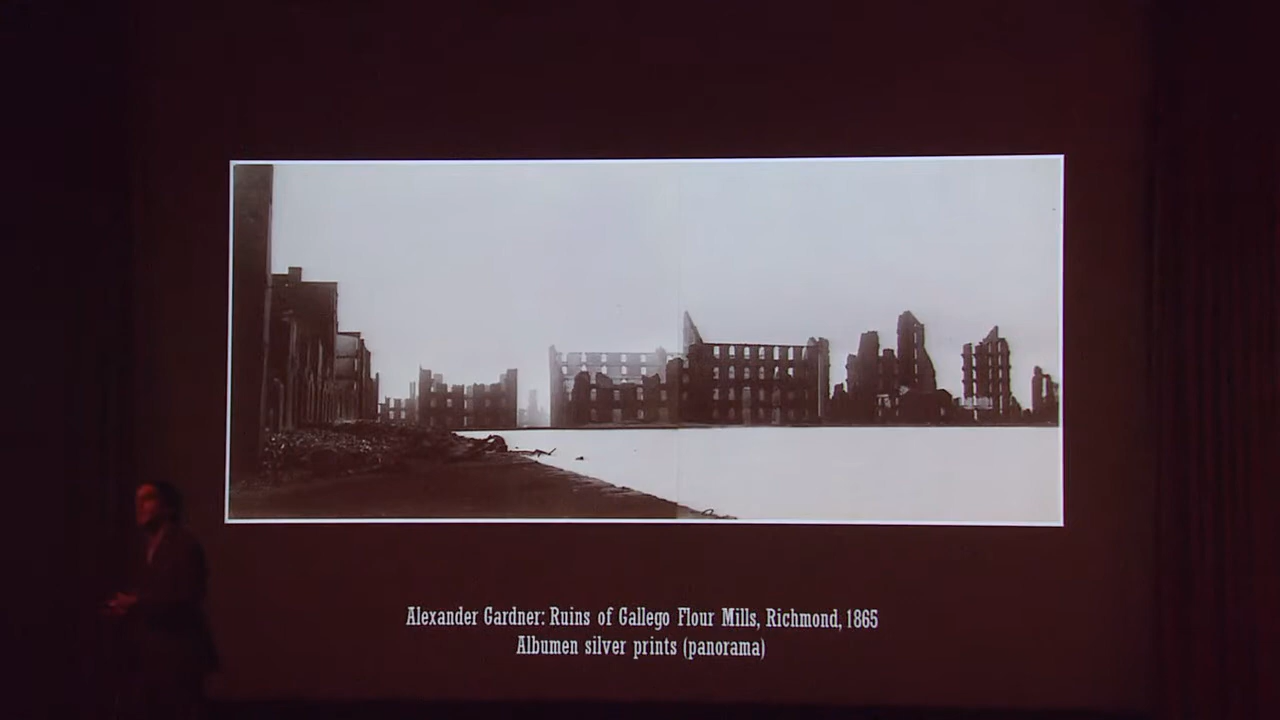 Alexander Gardner: Ruins of Gallego Flour Mills, Richmond, 1865
Albumen silver prints (panorama)